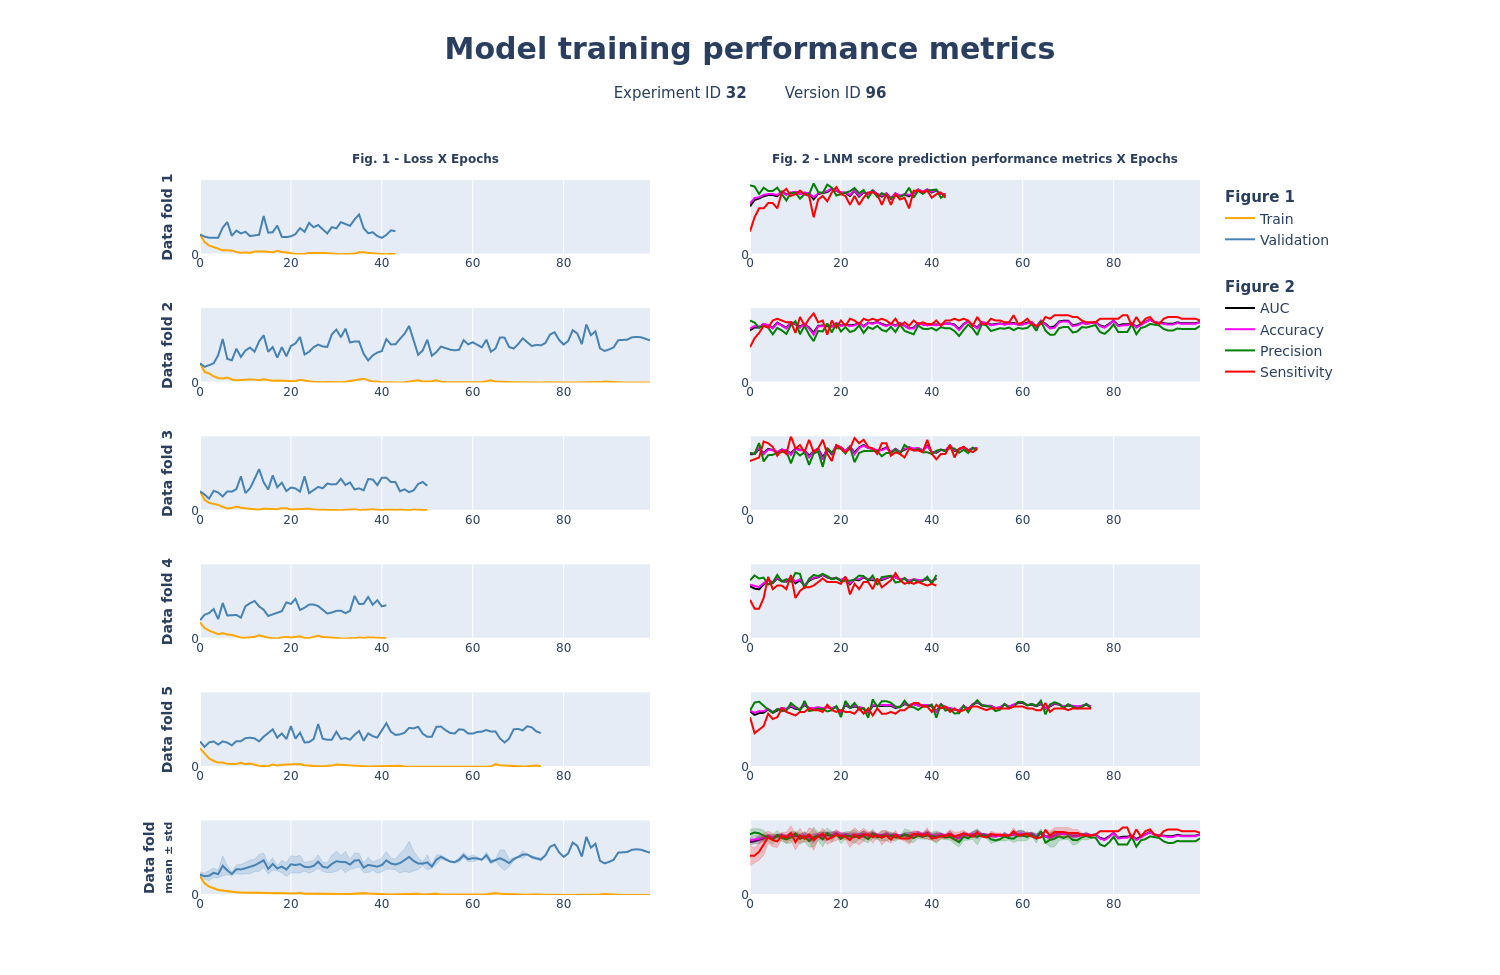 Model training performance metrics
Experiment ID 32 Version ID 96
Fig. 1 - Loss X Epochs
Fig. 2 - LNM score prediction performance metrics X Epochs
Data fold 1
0
0 20 40 60 80
0
0 20 40 60 80
Figure 1
Train
Validation
Figure 2
AUC
Accuracy
Precision
Sensitivity
Data fold 2
0
0 20 40 60 80
0
0 20 40 60 80
Data fold 3
0
0 20 40 60 80
0
0 20 40 60 80
Data fold 4
0
0 20 40 60 80
0
0 20 40 60 80
Data fold 5
0
0 20 40 60 80
0
0 20 40 60 80
Data fold
mean ± std
0
0 20 40 60 80
0
0 20 40 60 80